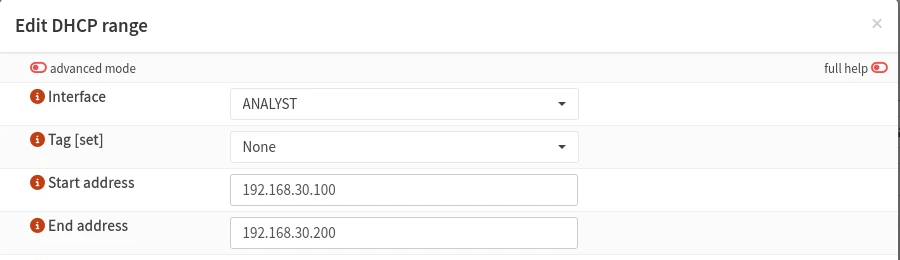 Edit DHCP range ×
advanced mode full help
Interface ANALYST
Tag [set] None
Start address 192.168.30.100
End address 192.168.30.200